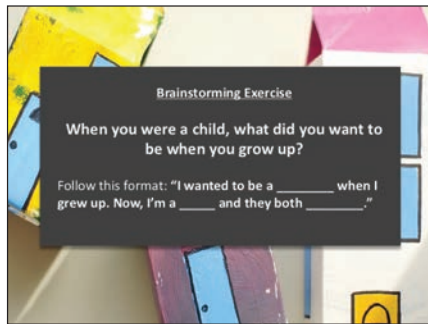 Brainstorming Exercise
When you were a child, what did you want to
be when you grow up?
Follow this format: “I wanted to be a ________ when I
grew up. Now, I’m a _____ and they both ________.”